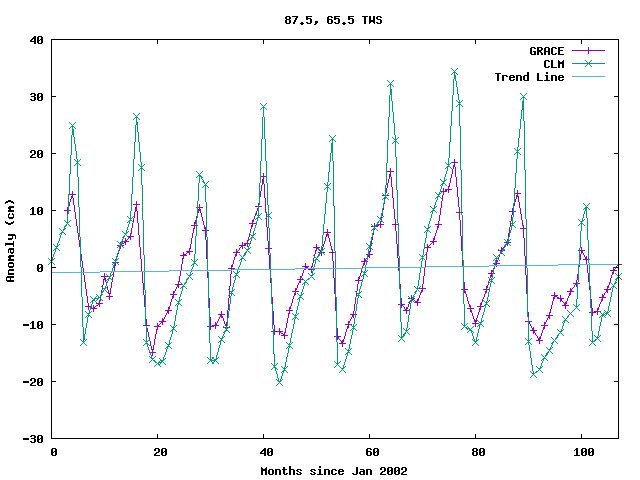 87.5, 65.5 TWS
GRACE
CLM
Trend Line
Anomaly (cm)
40
30
20
10
0
-10
-20
-30
0 20 40 60 80 100
Months since Jan 2002